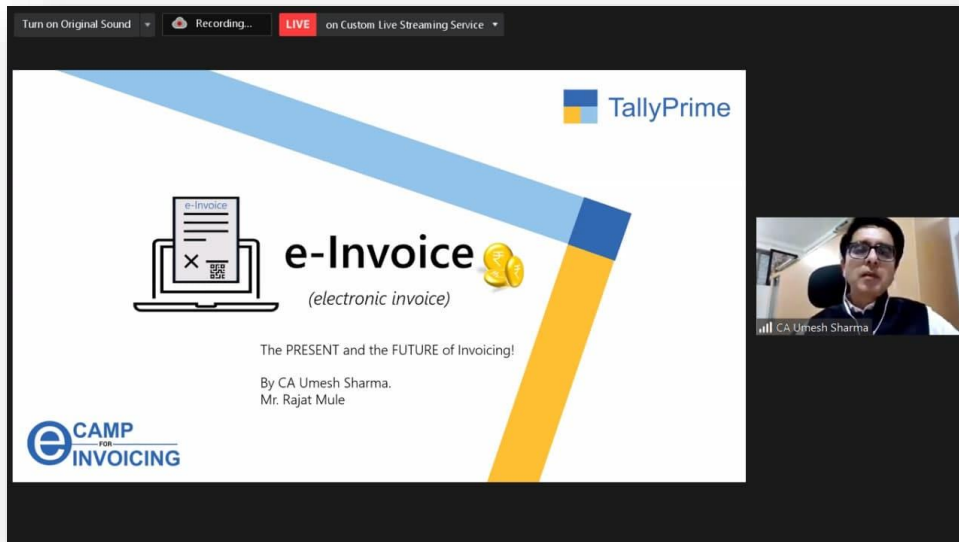 Turn on Original Sound
Recording...
LIVE on Custom Live Streaming Service
TallyPrime
e-Invoice
e-Invoice
(electronic invoice)
The PRESENT and the FUTURE of Invoicing!
By CA Umesh Sharma.
Mr. Rajat Mule
e CAMP
FOR
INVOICING
CA Umesh Sharma